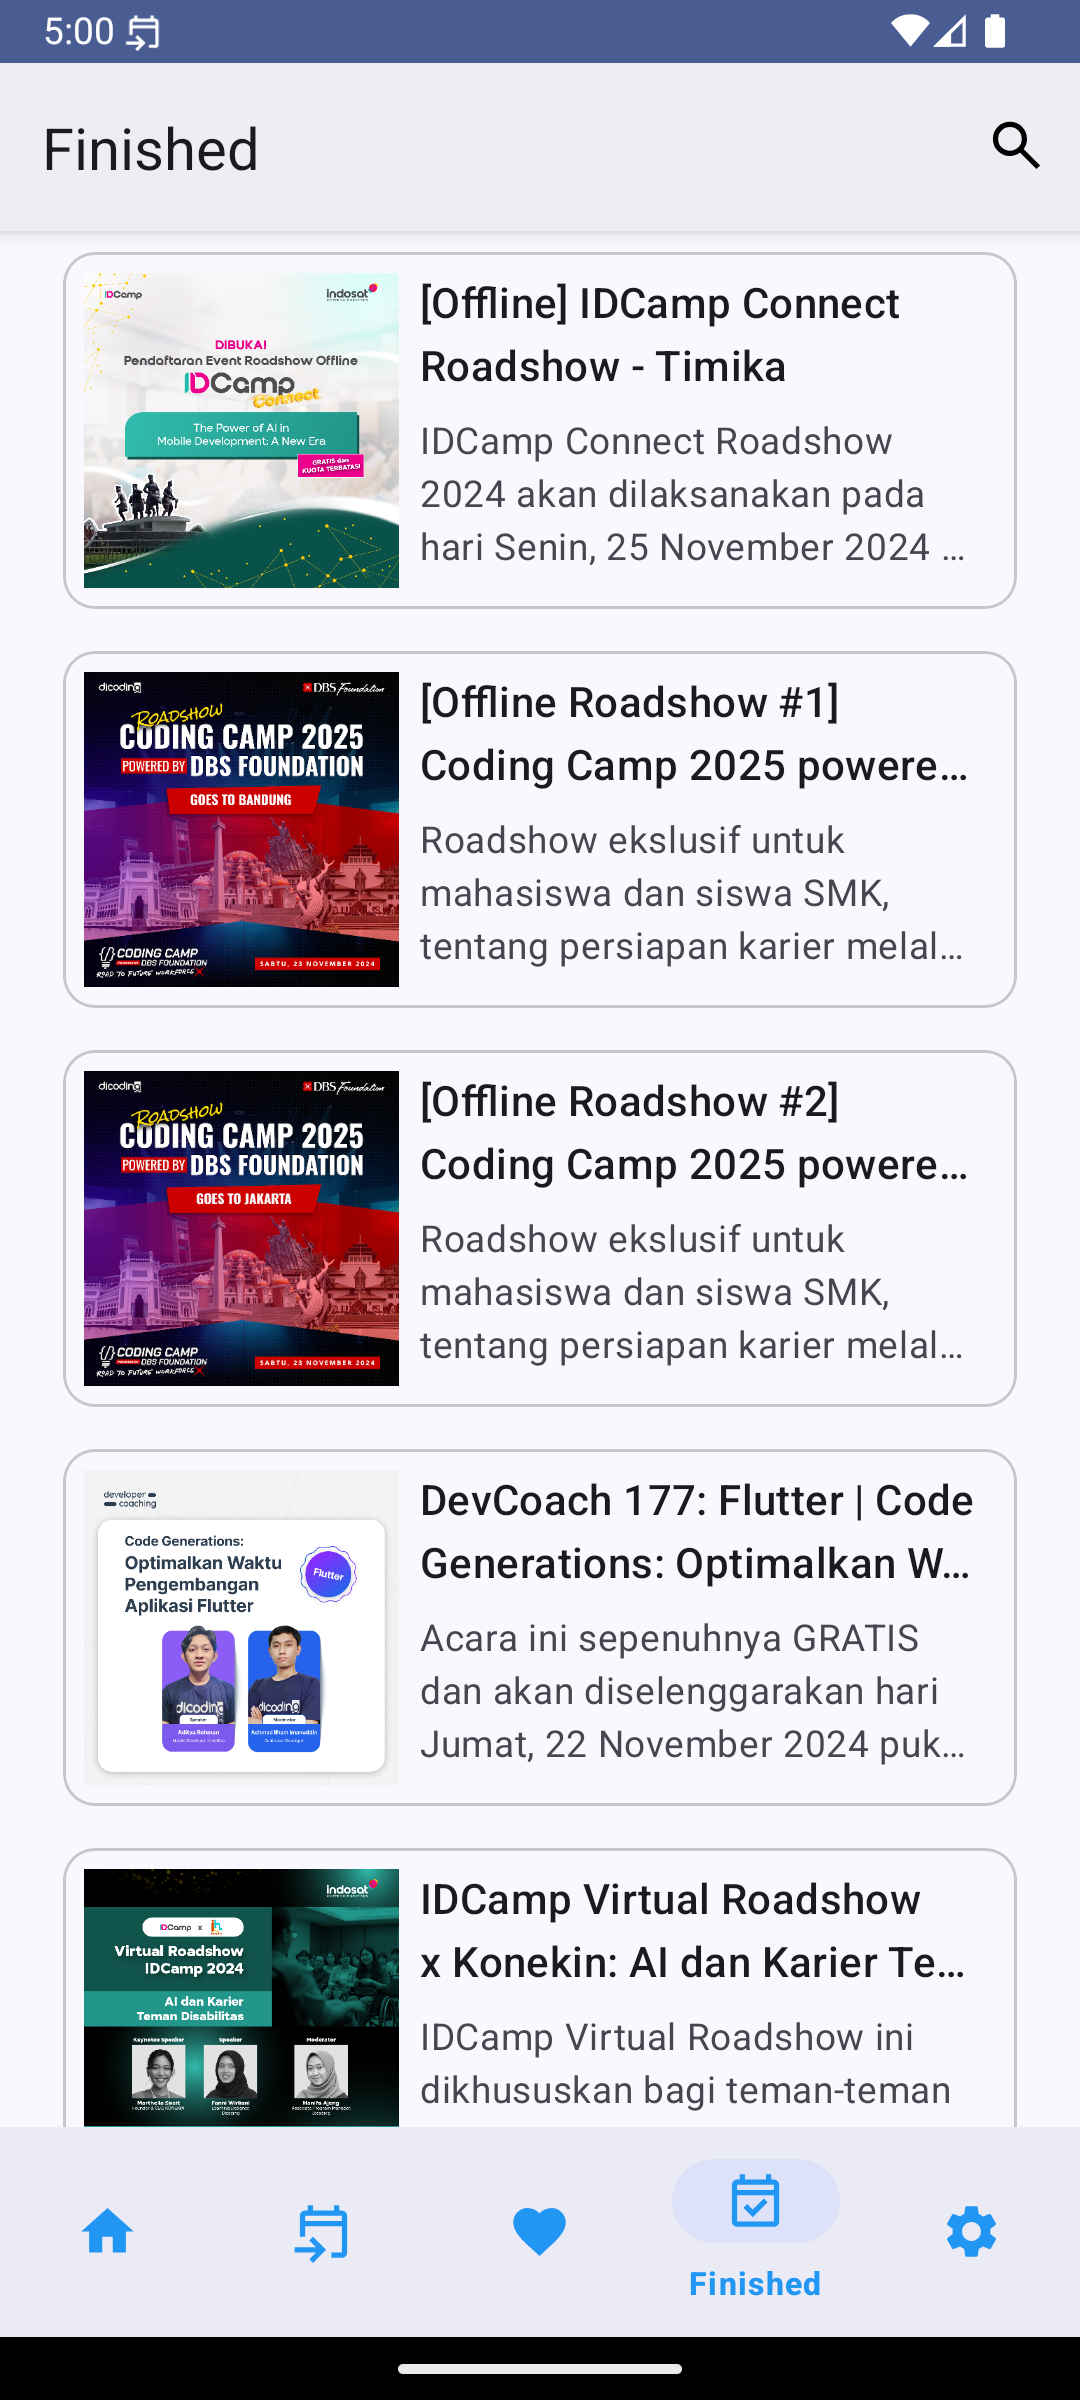 5:00
Finished
IDCamp
indosat
DIBUKA!
Pendaftaran Event Roadshow Offline
IDCamp
Connect
The Power of AI in
Mobile Development: A New Era
GRATIS dan
KUOTA TERBATAS!
[Offline] IDCamp Connect
Roadshow - Timika
IDCamp Connect Roadshow
2024 akan dilaksanakan pada
hari Senin, 25 November 2024 …
dicoding
DBS Foundation
ROADSHOW
CODING CAMP 2025
POWERED BY DBS FOUNDATION
GOES TO BANDUNG
CODING CAMP
DBS FOUNDATION
ROAD TO FUTURE WORKFORCE
SABTU, 23 NOVEMBER 2024
[Offline Roadshow #1]
Coding Camp 2025 powere…
Roadshow ekslusif untuk
mahasiswa dan siswa SMK,
tentang persiapan karier melal…
dicoding
DBS Foundation
ROADSHOW
CODING CAMP 2025
POWERED BY DBS FOUNDATION
GOES TO JAKARTA
CODING CAMP
DBS FOUNDATION
ROAD TO FUTURE WORKFORCE
SABTU, 23 NOVEMBER 2024
[Offline Roadshow #2]
Coding Camp 2025 powere…
Roadshow ekslusif untuk
mahasiswa dan siswa SMK,
tentang persiapan karier melal…
developer
coaching
Code Generations:
Optimalkan Waktu
Pengembangan
Aplikasi Flutter
Flutter
dicoding
dicoding
Speaker
Moderator
Aditya Rohman
Achmad Ilham Imanuddin
DevCoach 177: Flutter | Code
Generations: Optimalkan W…
Acara ini sepenuhnya GRATIS
dan akan diselenggarakan hari
Jumat, 22 November 2024 puk…
indosat
IDCamp x
Virtual Roadshow
IDCamp 2024
AI dan Karier
Teman Disabilitas
Keynotes Speaker
Speaker
Moderator
IDCamp Virtual Roadshow
x Konekin: AI dan Karier Te…
IDCamp Virtual Roadshow ini
dikhususkan bagi teman-teman
Finished